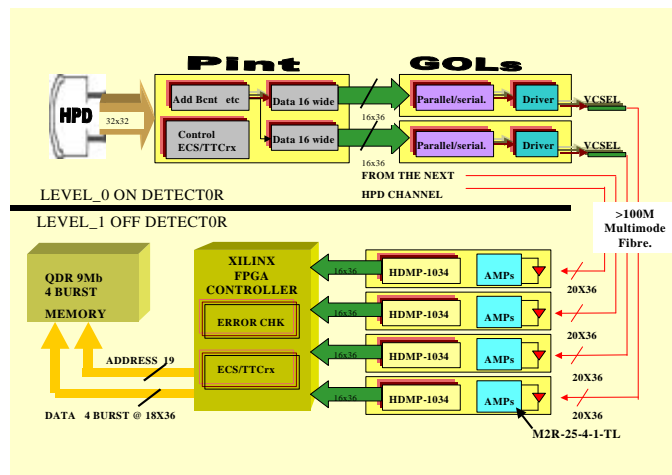 Pint
GOLs
HPD
32x32
Add Bcnt etc
Data 16 wide
Control
ECS/TTCrx
Data 16 wide
16x36
16x36
Parallel/serial.
Driver
VCSEL
Parallel/serial.
Driver
VCSEL
FROM THE NEXT
HPD CHANNEL
LEVEL_0 ON DETECT0R
LEVEL_1 OFF DETECT0R
>100M
Multimode
Fibre.
QDR 9Mb
4 BURST
MEMORY
XILINX
FPGA
CONTROLLER
ERROR CHK
ECS/TTCrx
ADDRESS 19
DATA 4 BURST @ 18X36
16x36
HDMP-1034
AMPs
20X36
16x36
HDMP-1034
AMPs
20X36
16x36
HDMP-1034
AMPs
20X36
16x36
HDMP-1034
AMPs
20X36
M2R-25-4-1-TL